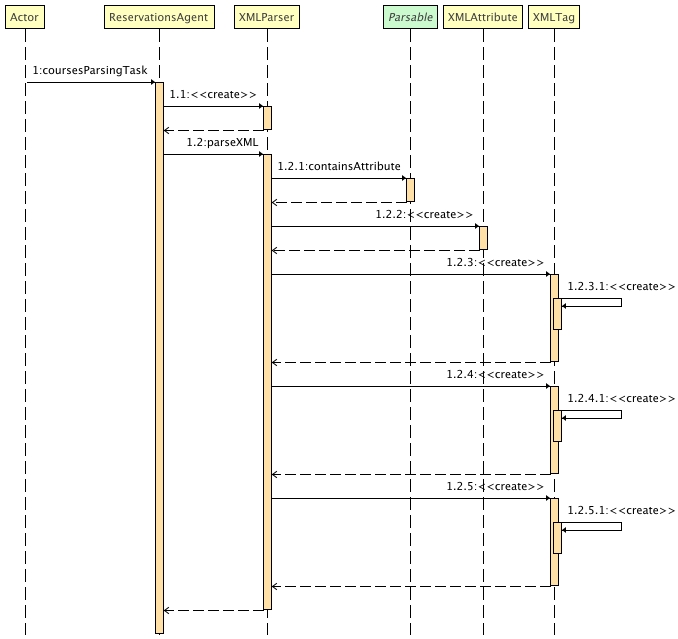 Actor
ReservationsAgent
XMLParser
Parsable
XMLAttribute
XMLTag
1:coursesParsingTask
1.1:<<create>>
1.2:parseXML
1.2.1:containsAttribute
1.2.2:<<create>>
1.2.3:<<create>>
1.2.3.1:<<create>>
1.2.4:<<create>>
1.2.4.1:<<create>>
1.2.5:<<create>>
1.2.5.1:<<create>>